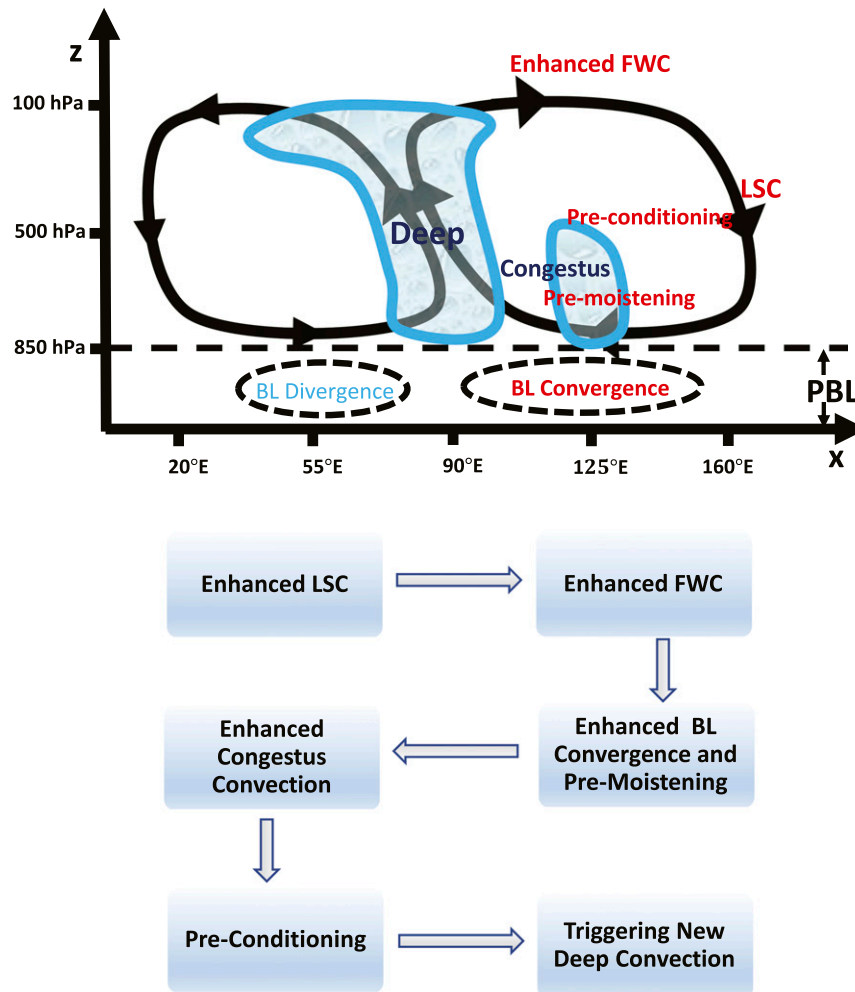 z
Enhanced FWC
100 hPa
LSC
Pre-conditioning
500 hPa
Deep
Congestus
Pre-moistening
850 hPa
BL Divergence
BL Convergence
PBL
x
20°E
55°E
90°E
125°E
160°E
Enhanced LSC
Enhanced FWC
Enhanced
Congestus
Convection
Enhanced BL
Convergence and
Pre-Moistening
Pre-Conditioning
Triggering New
Deep Convection